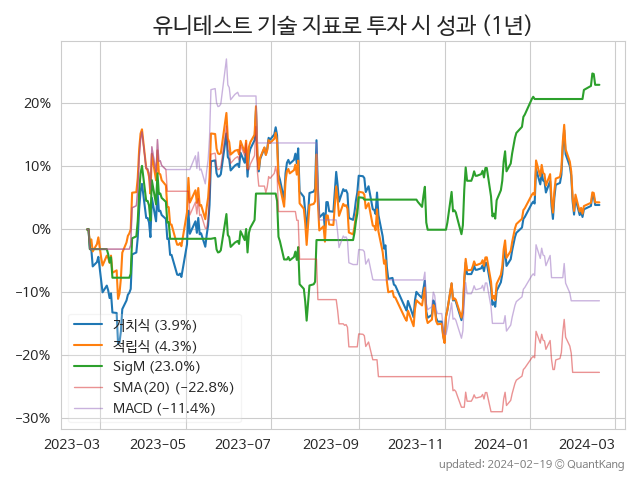 유니테스트 기술 지표로 투자 시 성과 (1년)
20%
10%
0%
−10%
−20%
−30%
거치식 (3.9%)
적립식 (4.3%)
SigM (23.0%)
SMA(20) (−22.8%)
MACD (−11.4%)
2023-03 2023-05 2023-07 2023-09 2023-11 2024-01 2024-03
updated: 2024-02-19 © QuantKang